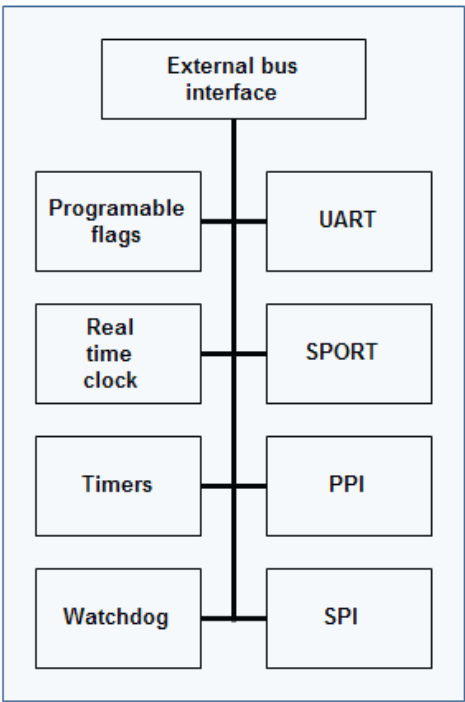 External bus
interface
Programable
flags
UART
Real
time
clock
SPORT
Timers
PPI
Watchdog
SPI